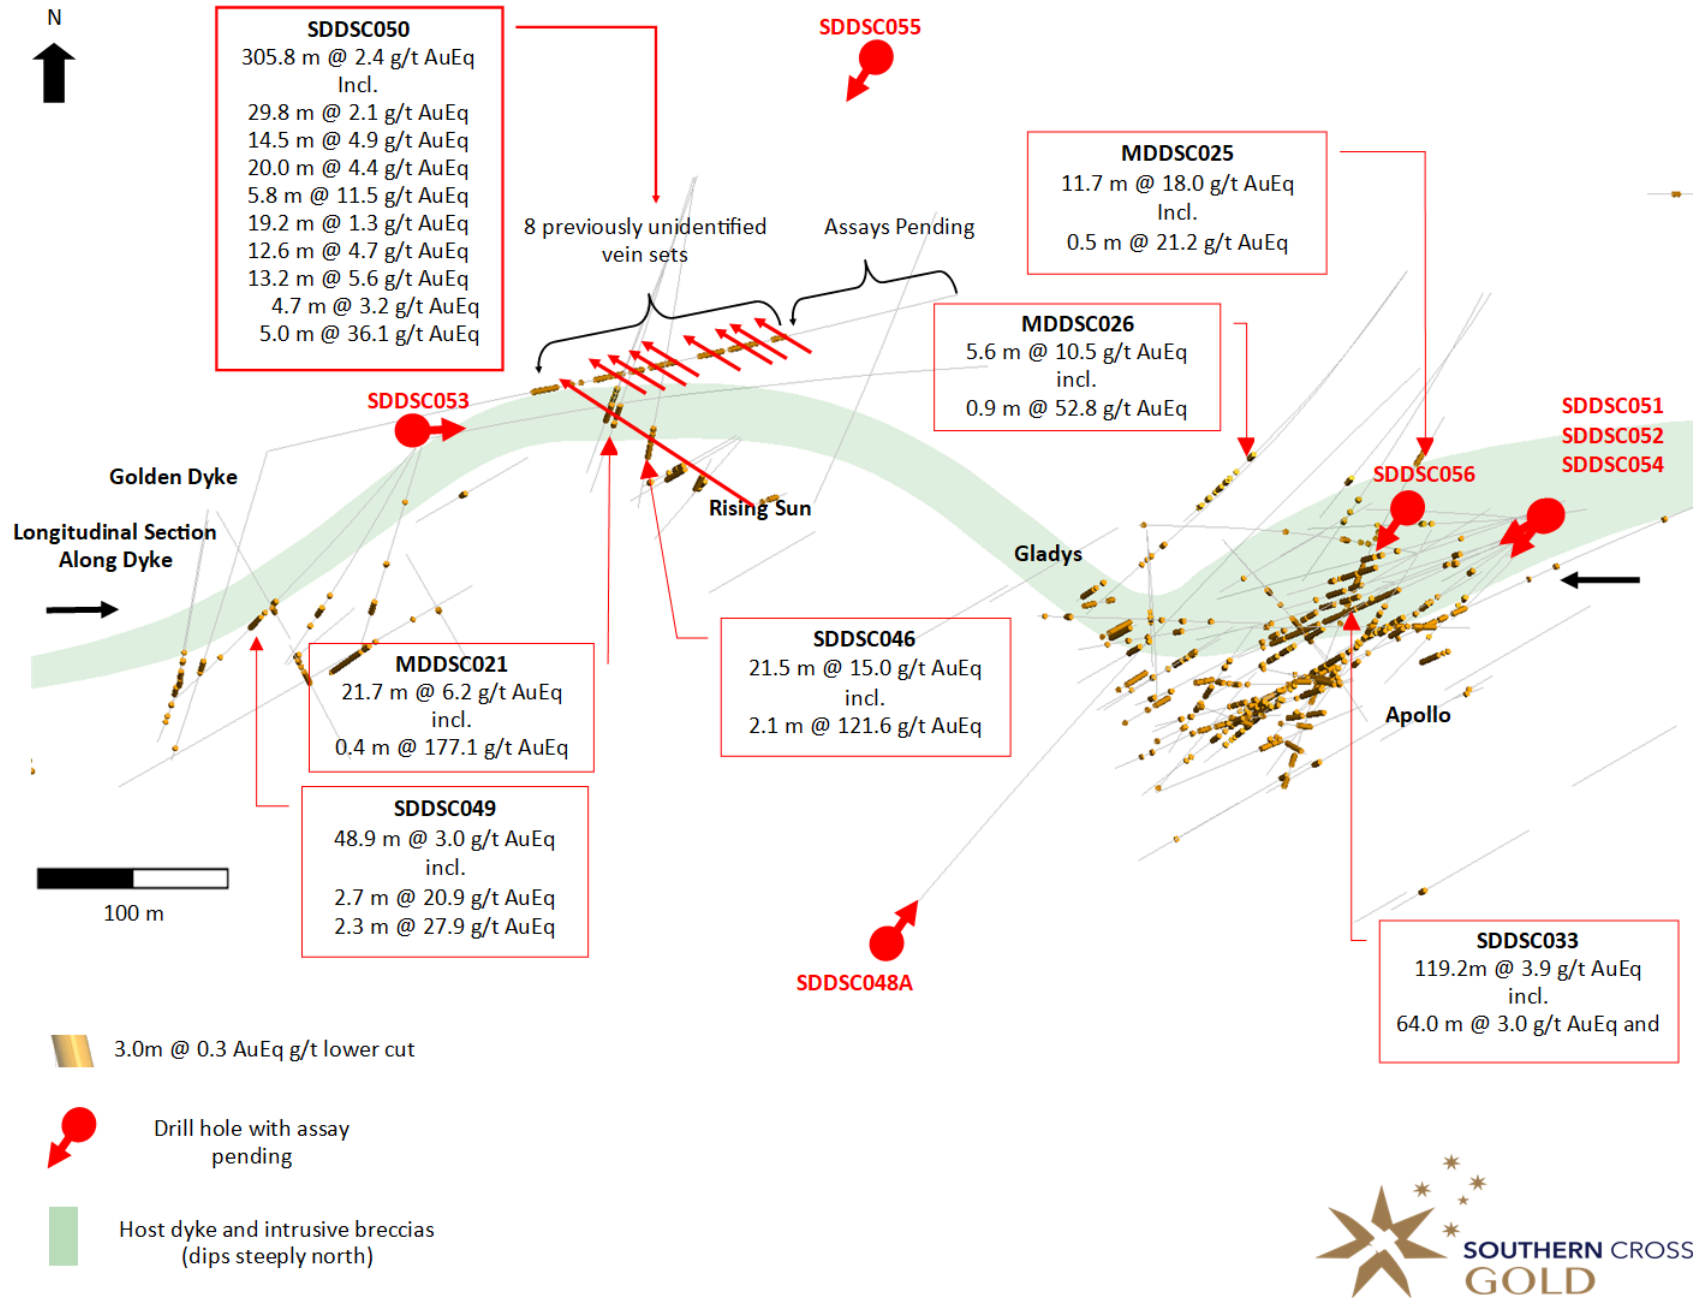 N
SDDSC050
305.8 m @ 2.4 g/t AuEq
Incl.
29.8 m @ 2.1 g/t AuEq
14.5 m @ 4.9 g/t AuEq
20.0 m @ 4.4 g/t AuEq
5.8 m @ 11.5 g/t AuEq
19.2 m @ 1.3 g/t AuEq
12.6 m @ 4.7 g/t AuEq
13.2 m @ 5.6 g/t AuEq
4.7 m @ 3.2 g/t AuEq
5.0 m @ 36.1 g/t AuEq
SDDSC055
MDDSC025
11.7 m @ 18.0 g/t AuEq
Incl.
0.5 m @ 21.2 g/t AuEq
8 previously unidentified
vein sets
Assays Pending
MDDSC026
5.6 m @ 10.5 g/t AuEq
incl.
0.9 m @ 52.8 g/t AuEq
SDDSC053
SDDSC051
SDDSC052
SDDSC054
SDDSC056
Golden Dyke
Longitudinal Section
Along Dyke
Rising Sun
Gladys
MDDSC021
21.7 m @ 6.2 g/t AuEq
incl.
0.4 m @ 177.1 g/t AuEq
SDDSC046
21.5 m @ 15.0 g/t AuEq
incl.
2.1 m @ 121.6 g/t AuEq
Apollo
SDDSC049
48.9 m @ 3.0 g/t AuEq
incl.
2.7 m @ 20.9 g/t AuEq
2.3 m @ 27.9 g/t AuEq
100 m
SDDSC048A
SDDSC033
119.2m @ 3.9 g/t AuEq
incl.
64.0 m @ 3.0 g/t AuEq and
3.0m @ 0.3 AuEq g/t lower cut
Drill hole with assay
pending
Host dyke and intrusive breccias
(dips steeply north)
SOUTHERN CROSS
GOLD